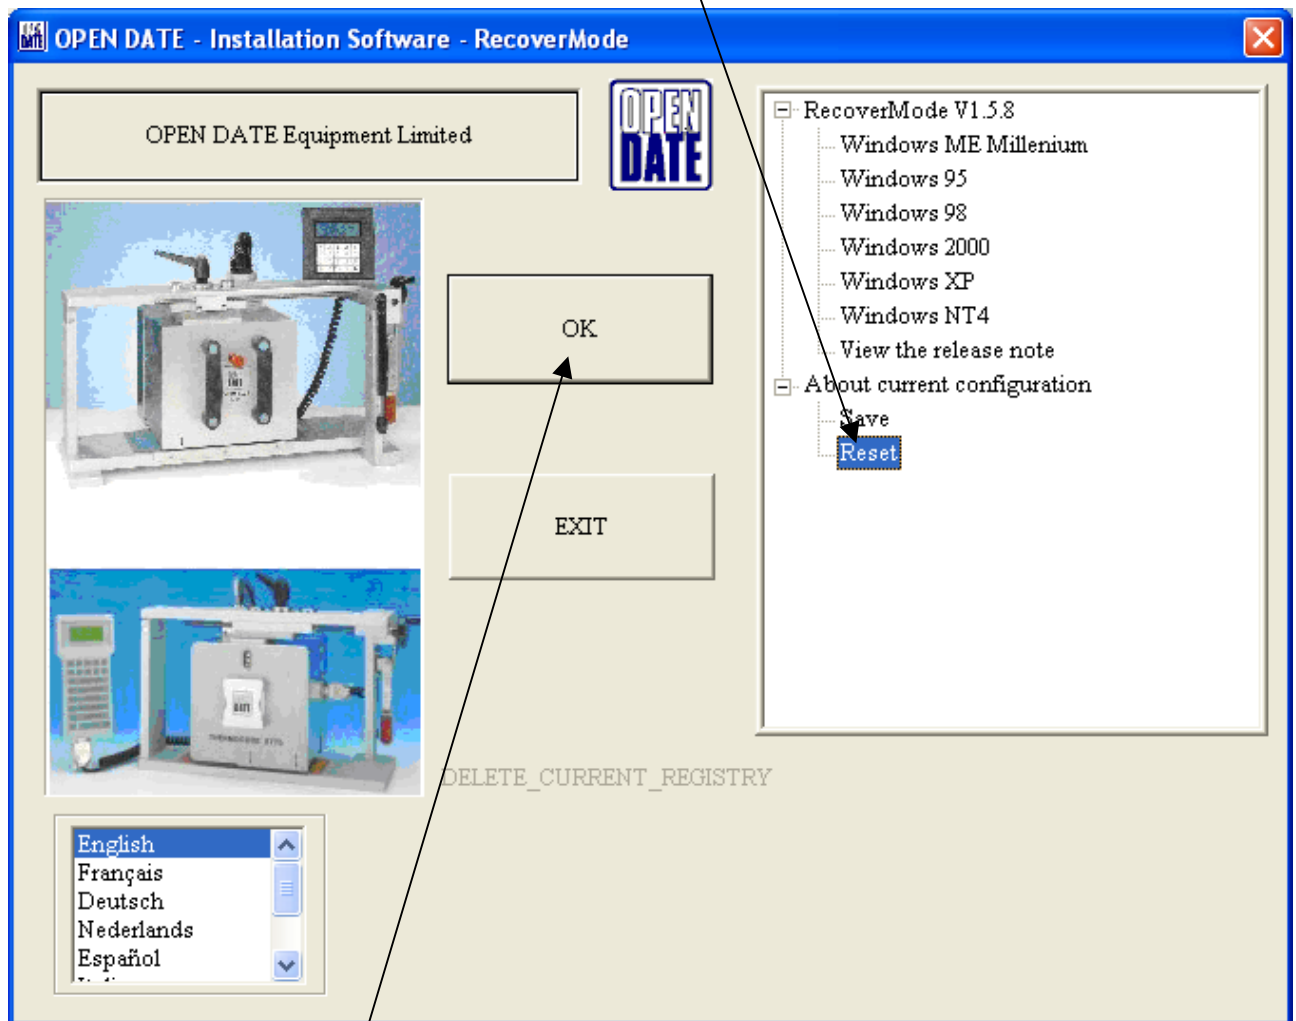 OPEN DATE - Installation Software - RecoverMode
OPEN DATE Equipment Limited
OPEN
DATE
OK
EXIT
RecoverMode V1.5.8
Windows ME Millenium
Windows 95
Windows 98
Windows 2000
Windows XP
Windows NT4
View the release note
About current configuration
Save
Reset
DELETE_CURRENT_REGISTRY
English
Français
Deutsch
Nederlands
Español